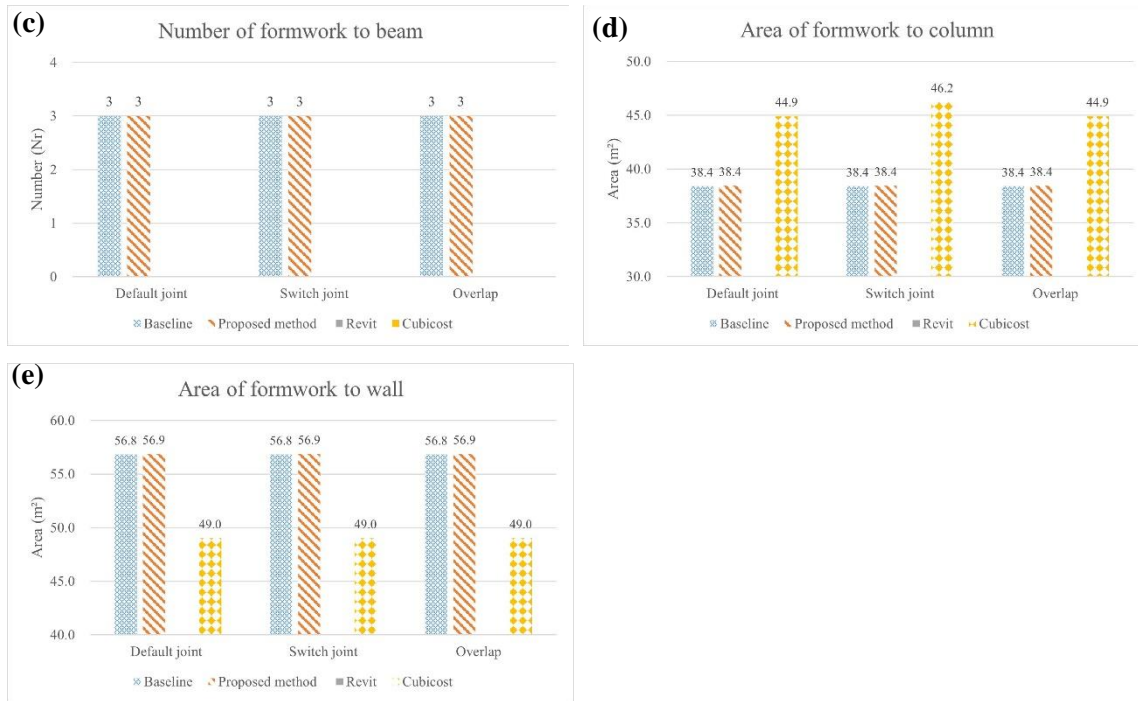 (c)
Number of formwork to beam
4
3
2
1
0
Number (Nr)
3 3 3 3 3 3
Default joint Switch joint Overlap
Baseline Proposed method Revit Cubicost
(d)
Area of formwork to column
50.0
45.0
40.0
35.0
30.0
Area (m²)
38.4 38.4 44.9 38.4 38.4 46.2 38.4 38.4 44.9
Default joint Switch joint Overlap
Baseline Proposed method Revit Cubicost
(e)
Area of formwork to wall
60.0
55.0
50.0
45.0
40.0
Area (m²)
56.8 56.9 49.0 56.8 56.9 49.0 56.8 56.9 49.0
Default joint Switch joint Overlap
Baseline Proposed method Revit Cubicost